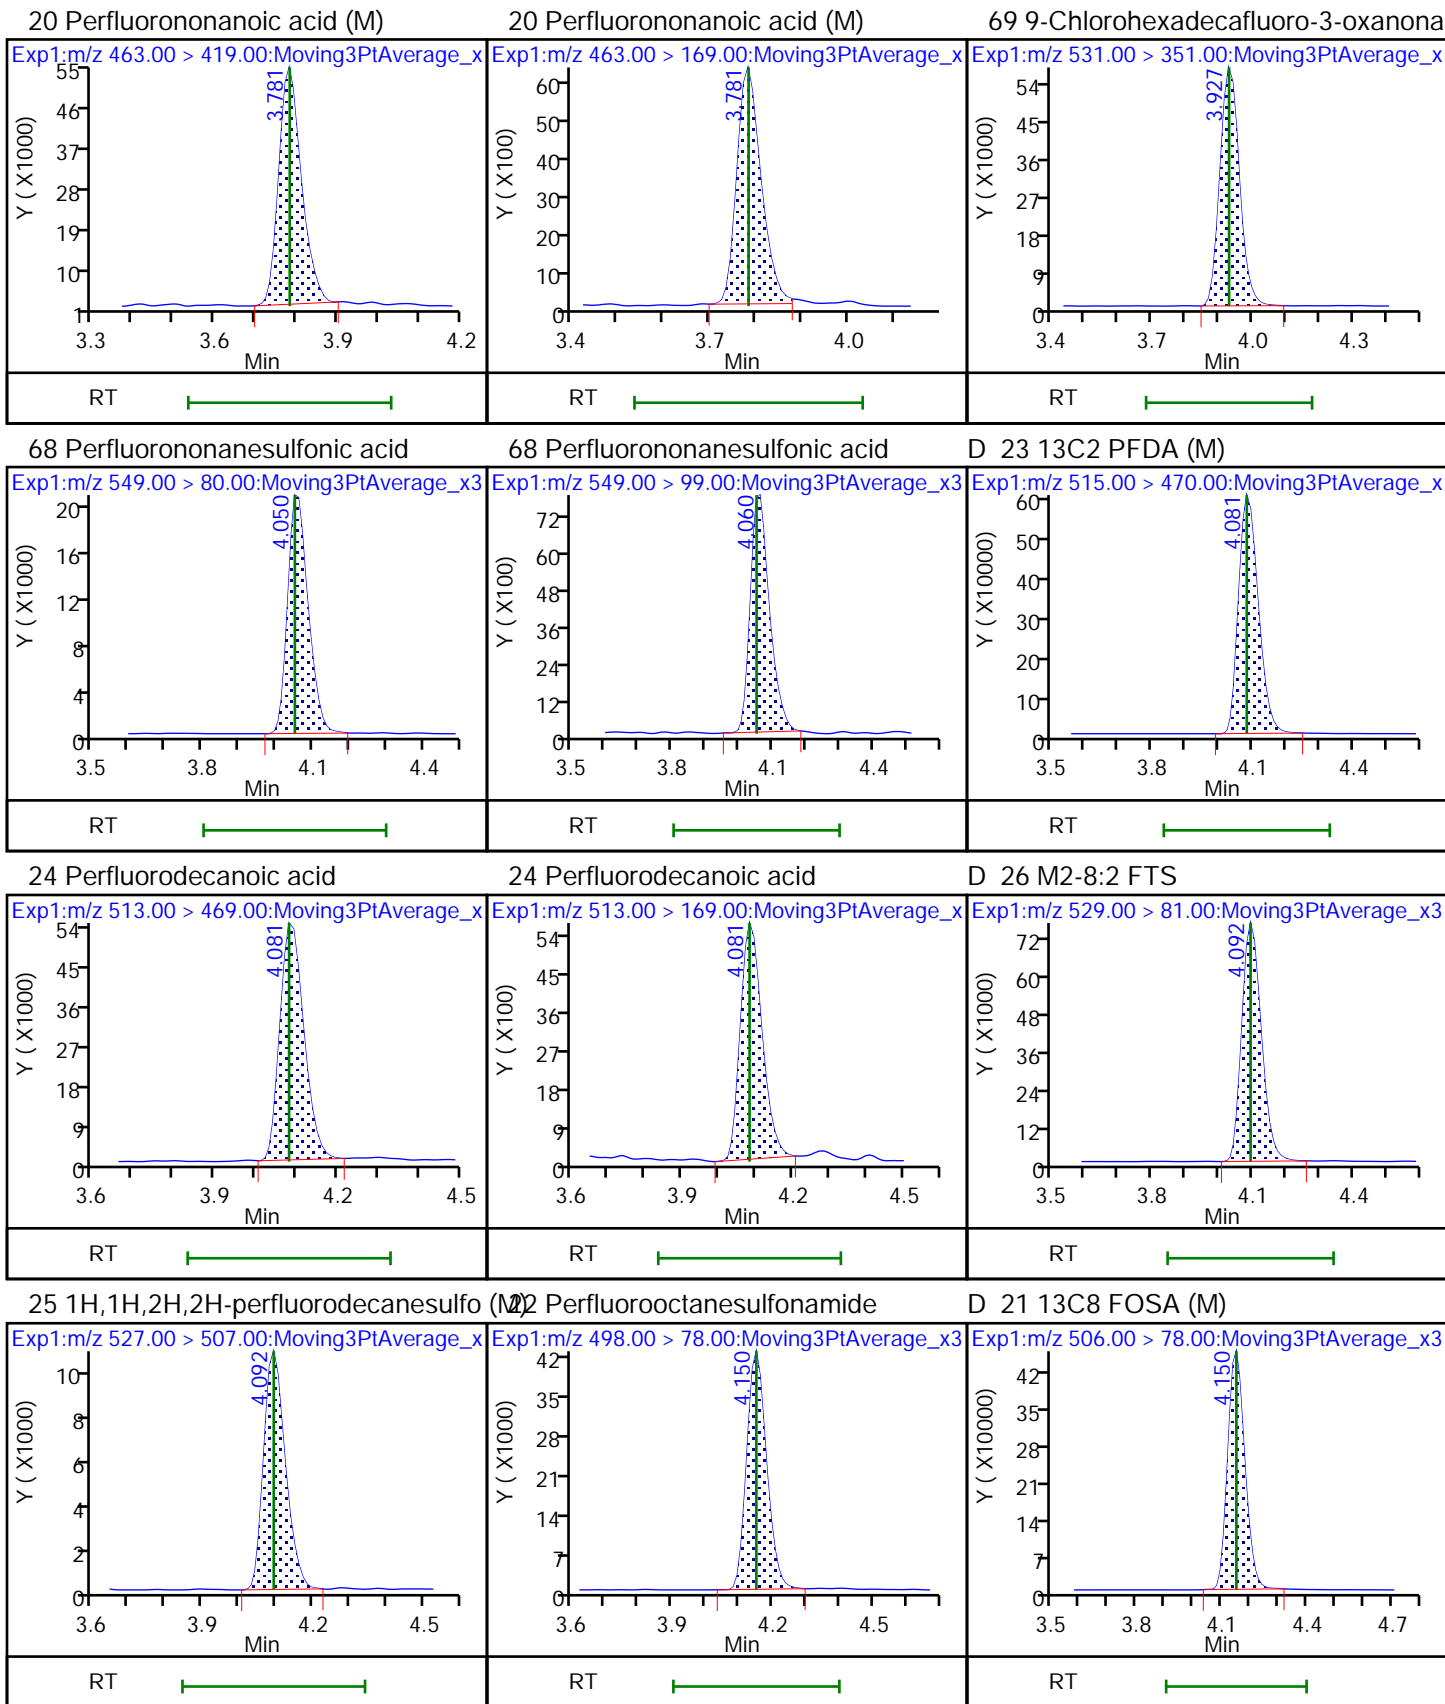 20 Perfluorononanoic acid (M)
Exp1:m/z 463.00 > 419.00:Moving3PtAverage_x
3.781
Y ( X1000)
55
46
37
28
19
10
1
3.3 3.6 3.9 4.2
Min
RT
20 Perfluorononanoic acid (M)
Exp1:m/z 463.00 > 169.00:Moving3PtAverage_x
3.781
Y ( X100)
60
50
40
30
20
10
0
3.4 3.7 4.0
Min
RT
69 9-Chlorohexadecafluoro-3-oxanona
Exp1:m/z 531.00 > 351.00:Moving3PtAverage_x
3.927
Y ( X1000)
54
45
36
27
18
9
0
3.4 3.7 4.0 4.3
Min
RT
68 Perfluorononanesulfonic acid
Exp1:m/z 549.00 > 80.00:Moving3PtAverage_x3
4.050
Y ( X1000)
20
16
12
8
4
0
3.5 3.8 4.1 4.4
Min
RT
68 Perfluorononanesulfonic acid
Exp1:m/z 549.00 > 99.00:Moving3PtAverage_x3
4.060
Y ( X100)
72
60
48
36
24
12
0
3.5 3.8 4.1 4.4
Min
RT
D 23 13C2 PFDA (M)
Exp1:m/z 515.00 > 470.00:Moving3PtAverage_x
4.081
Y ( X10000)
60
50
40
30
20
10
0
3.5 3.8 4.1 4.4
Min
RT
24 Perfluorodecanoic acid
Exp1:m/z 513.00 > 469.00:Moving3PtAverage_x
4.081
Y ( X1000)
54
45
36
27
18
9
0
3.6 3.9 4.2 4.5
Min
RT
24 Perfluorodecanoic acid
Exp1:m/z 513.00 > 169.00:Moving3PtAverage_x
4.081
Y ( X100)
54
45
36
27
18
9
0
3.6 3.9 4.2 4.5
Min
RT
D 26 M2-8:2 FTS
Exp1:m/z 529.00 > 81.00:Moving3PtAverage_x3
4.092
Y ( X1000)
72
60
48
36
24
12
0
3.5 3.8 4.1 4.4
Min
RT
25 1H,1H,2H,2H-perfluorodecanesulfo (M)
Exp1:m/z 527.00 > 507.00:Moving3PtAverage_x
4.092
Y ( X1000)
10
8
6
4
2
0
3.6 3.9 4.2 4.5
Min
RT
22 Perfluorooctanesulfonamide
Exp1:m/z 498.00 > 78.00:Moving3PtAverage_x3
4.150
Y ( X10000)
42
35
28
21
14
7
0
3.6 3.9 4.2 4.5
Min
RT
D 21 13C8 FOSA (M)
Exp1:m/z 506.00 > 78.00:Moving3PtAverage_x3
4.150
Y ( X10000)
42
35
28
21
14
7
0
3.5 3.8 4.1 4.4 4.7
Min
RT